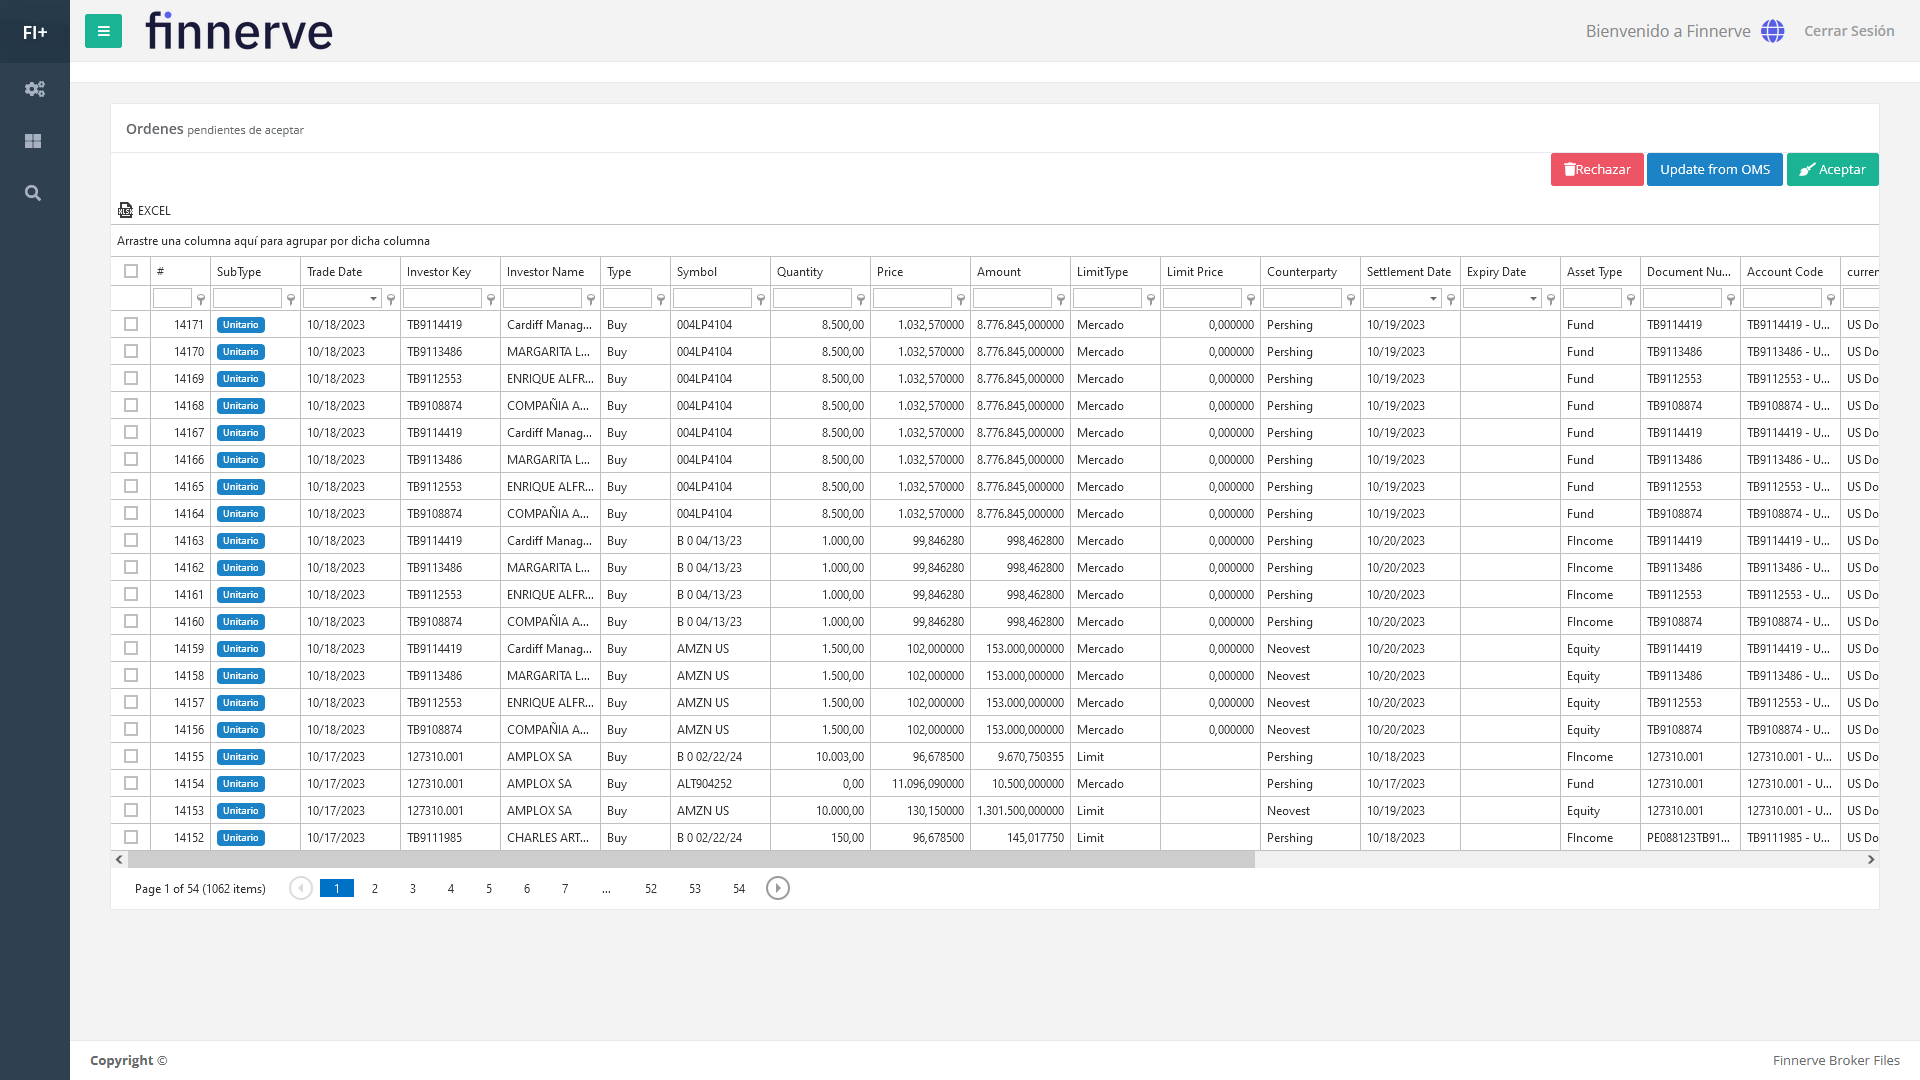 FI+
finnerve
Bienvenido a Finnerve
Cerrar Sesión
Ordenes pendientes de aceptar
Rechazar
Update from OMS
Aceptar
EXCEL
Arrastre una columna aquí para agrupar por dicha columna
# SubType Trade Date Investor Key Investor Name Type Symbol Quantity Price Amount LimitType Limit Price Counterparty Settlement Date Expiry Date Asset Type Document Nu... Account Code curren
14171 Unitario 10/18/2023 TB9114419 Cardiff Manag... Buy 004LP4104 8.500,00 1.032,570000 8.776.845,000000 Mercado 0,000000 Pershing 10/19/2023 Fund TB9114419 TB9114419 - U... US Do
14170 Unitario 10/18/2023 TB9113486 MARGARITA L... Buy 004LP4104 8.500,00 1.032,570000 8.776.845,000000 Mercado 0,000000 Pershing 10/19/2023 Fund TB9113486 TB9113486 - U... US Do
14169 Unitario 10/18/2023 TB9112553 ENRIQUE ALFR... Buy 004LP4104 8.500,00 1.032,570000 8.776.845,000000 Mercado 0,000000 Pershing 10/19/2023 Fund TB9112553 TB9112553 - U... US Do
14168 Unitario 10/18/2023 TB9108874 COMPAÑIA A... Buy 004LP4104 8.500,00 1.032,570000 8.776.845,000000 Mercado 0,000000 Pershing 10/19/2023 Fund TB9108874 TB9108874 - U... US Do
14167 Unitario 10/18/2023 TB9114419 Cardiff Manag... Buy 004LP4104 8.500,00 1.032,570000 8.776.845,000000 Mercado 0,000000 Pershing 10/19/2023 Fund TB9114419 TB9114419 - U... US Do
14166 Unitario 10/18/2023 TB9113486 MARGARITA L... Buy 004LP4104 8.500,00 1.032,570000 8.776.845,000000 Mercado 0,000000 Pershing 10/19/2023 Fund TB9113486 TB9113486 - U... US Do
14165 Unitario 10/18/2023 TB9112553 ENRIQUE ALFR... Buy 004LP4104 8.500,00 1.032,570000 8.776.845,000000 Mercado 0,000000 Pershing 10/19/2023 Fund TB9112553 TB9112553 - U... US Do
14164 Unitario 10/18/2023 TB9108874 COMPAÑIA A... Buy 004LP4104 8.500,00 1.032,570000 8.776.845,000000 Mercado 0,000000 Pershing 10/19/2023 Fund TB9108874 TB9108874 - U... US Do
14163 Unitario 10/18/2023 TB9114419 Cardiff Manag... Buy B 0 04/13/23 1.000,00 99,846280 998,462800 Mercado 0,000000 Pershing 10/20/2023 FIncome TB9114419 TB9114419 - U... US Do
14162 Unitario 10/18/2023 TB9113486 MARGARITA L... Buy B 0 04/13/23 1.000,00 99,846280 998,462800 Mercado 0,000000 Pershing 10/20/2023 FIncome TB9113486 TB9113486 - U... US Do
14161 Unitario 10/18/2023 TB9112553 ENRIQUE ALFR... Buy B 0 04/13/23 1.000,00 99,846280 998,462800 Mercado 0,000000 Pershing 10/20/2023 FIncome TB9112553 TB9112553 - U... US Do
14160 Unitario 10/18/2023 TB9108874 COMPAÑIA A... Buy B 0 04/13/23 1.000,00 99,846280 998,462800 Mercado 0,000000 Pershing 10/20/2023 FIncome TB9108874 TB9108874 - U... US Do
14159 Unitario 10/18/2023 TB9114419 Cardiff Manag... Buy AMZN US 1.500,00 102,000000 153.000,000000 Mercado 0,000000 Neovest 10/20/2023 Equity TB9114419 TB9114419 - U... US Do
14158 Unitario 10/18/2023 TB9113486 MARGARITA L... Buy AMZN US 1.500,00 102,000000 153.000,000000 Mercado 0,000000 Neovest 10/20/2023 Equity TB9113486 TB9113486 - U... US Do
14157 Unitario 10/18/2023 TB9112553 ENRIQUE ALFR... Buy AMZN US 1.500,00 102,000000 153.000,000000 Mercado 0,000000 Neovest 10/20/2023 Equity TB9112553 TB9112553 - U... US Do
14156 Unitario 10/18/2023 TB9108874 COMPAÑIA A... Buy AMZN US 1.500,00 102,000000 153.000,000000 Mercado 0,000000 Neovest 10/20/2023 Equity TB9108874 TB9108874 - U... US Do
14155 Unitario 10/17/2023 127310.001 AMPLOX SA Buy B 0 02/22/24 10.003,00 96,678500 9.670,750355 Limit Pershing 10/18/2023 FIncome 127310.001 127310.001 - U... US Do
14154 Unitario 10/17/2023 127310.001 AMPLOX SA Buy ALT904252 0,00 11.096,090000 10.500,000000 Mercado Pershing 10/17/2023 Fund 127310.001 127310.001 - U... US Do
14153 Unitario 10/17/2023 127310.001 AMPLOX SA Buy AMZN US 10.000,00 130,150000 1.301.500,000000 Limit Neovest 10/19/2023 Equity 127310.001 127310.001 - U... US Do
14152 Unitario 10/17/2023 TB9111985 CHARLES ART... Buy B 0 02/22/24 150,00 96,678500 145,017750 Limit Pershing 10/18/2023 FIncome PE088123TB91... TB9111985 - U... US Do
Page 1 of 54 (1062 items) 1 2 3 4 5 6 7 ... 52 53 54
Copyright ©
Finnerve Broker Files